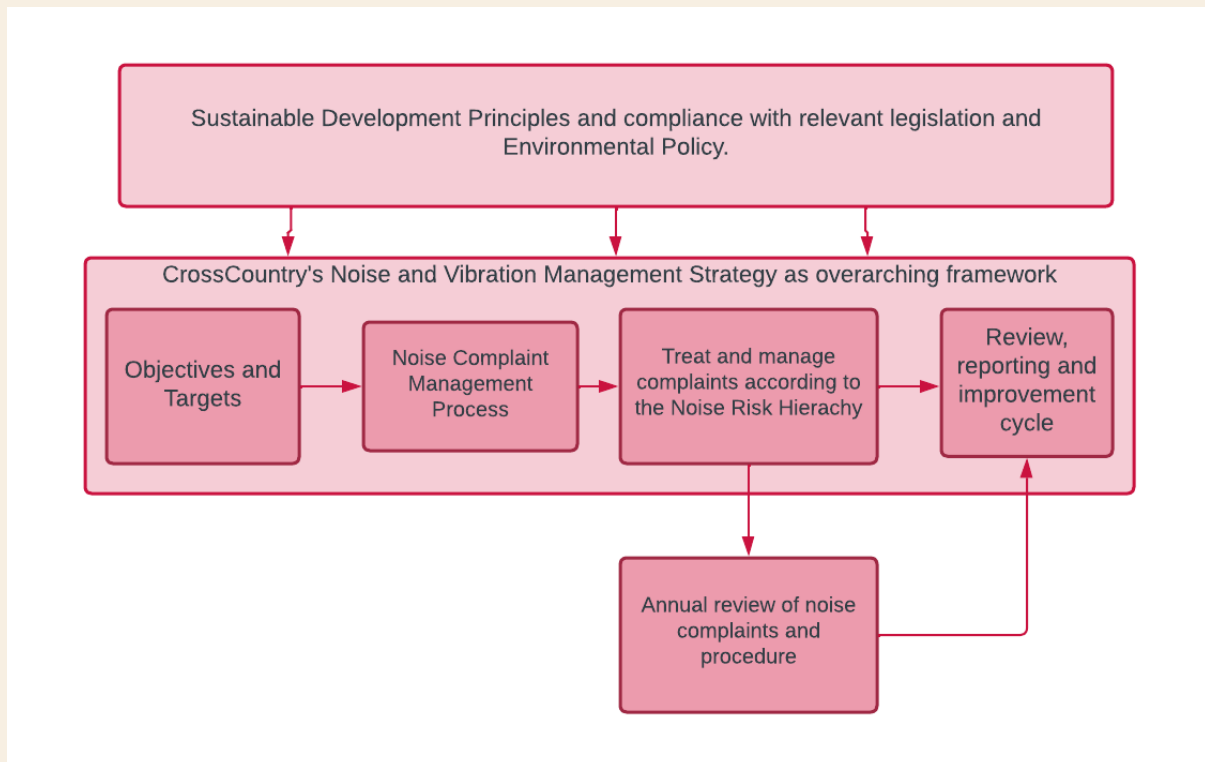 Sustainable Development Principles and compliance with relevant legislation and
Environmental Policy.
CrossCountry's Noise and Vibration Management Strategy as overarching framework
Objectives and
Targets
Noise Complaint
Management
Process
Treat and manage
complaints according to
the Noise Risk Hierachy
Review,
reporting and
improvement
cycle
Annual review of noise
complaints and
procedure